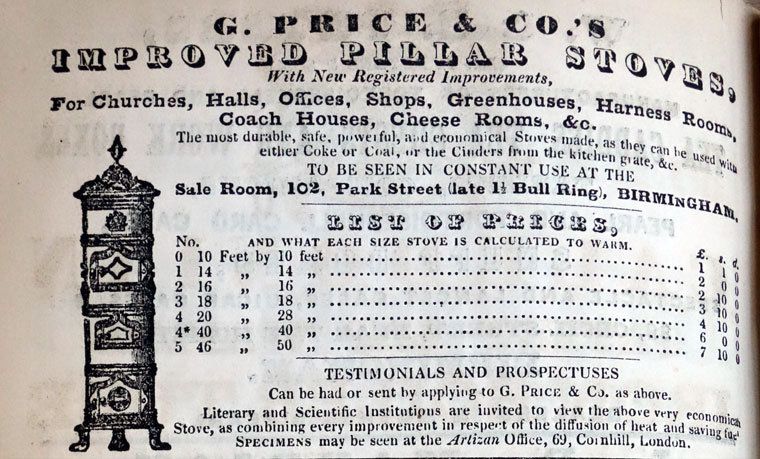 G. PRICE & CO.'S
IMPROVED PILLAR STOVES,
With New Registered Improvements,
For Churches, Halls, Offices, Shops, Greenhouses, Harness Rooms,
Coach Houses, Cheese Rooms, &c.
The most durable, safe, powerful, and economical Stoves made, as they can be used with
either Coke or Coal, or the Cinders from the kitchen grate, &c.
TO BE SEEN IN CONSTANT USE AT THE
Sale Room, 102, Park Street (late 1½ Bull Ring), BIRMINGHAM.
LIST OF PRICES,
No. AND WHAT EACH SIZE STOVE IS CALCULATED TO WARM. £. s. d.
0 10 Feet by 10 feet 1 1 0
1 14 „ 14 „ 2 0 0
2 16 „ 16 „ 2 10 0
3 18 „ 18 „ 3 10 0
4 20 „ 28 „ 4 10 0
4* 40 „ 40 „ 6 0 0
5 46 „ 50 „ 7 10 0
TESTIMONIALS AND PROSPECTUSES
Can be had or sent by applying to G. PRICE & Co. as above.
Literary and Scientific Institutions are invited to view the above very economical
Stove, as combining every improvement in respect of the diffusion of heat and saving fuel
SPECIMENS may be seen at the Artizan Office, 69, Cornhill, London.